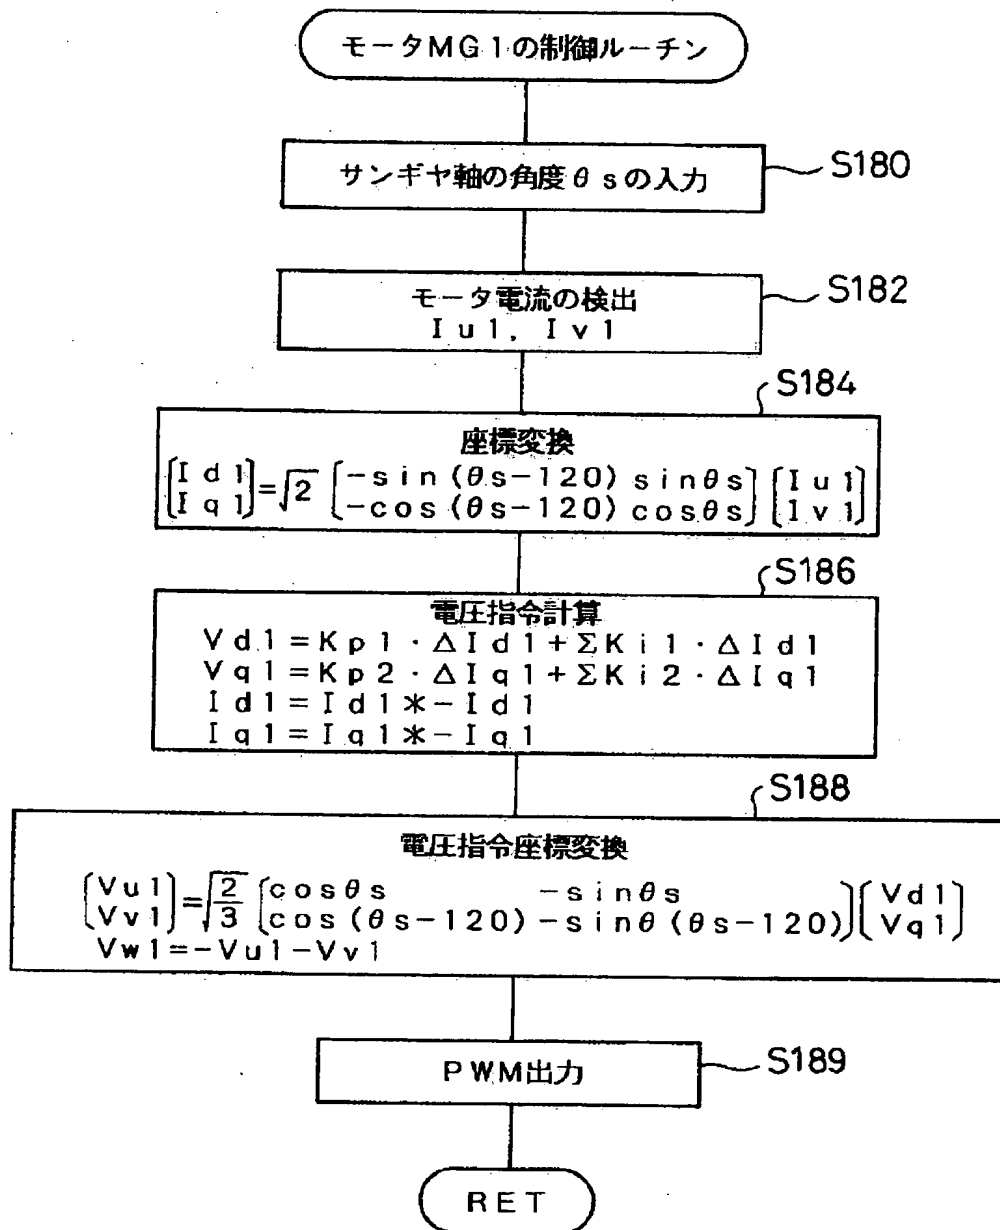 モータMG1の制御ルーチン
サンギヤ軸の角度θsの入力
S180
モータ電流の検出
Iu1, Iv1
S182
S184
座標変換
[Id1] [-sin(θs-120) sinθs] [Iu1]
[Iq1]=√2 [-cos(θs-120) cosθs] [Iv1]
S186
電圧指令計算
Vd1=Kp1·ΔId1+ΣKi1·ΔId1
Vq1=Kp2·ΔIq1+ΣKi2·ΔIq1
Id1=Id1*-Id1
Iq1=Iq1*-Iq1
S188
電圧指令座標変換
[Vu1]=√2/3 [cosθs -sinθs] [Vd1]
[Vv1] [cos(θs-120) -sinθ(θs-120)] [Vq1]
Vw1=-Vu1-Vv1
PWM出力
S189
RET